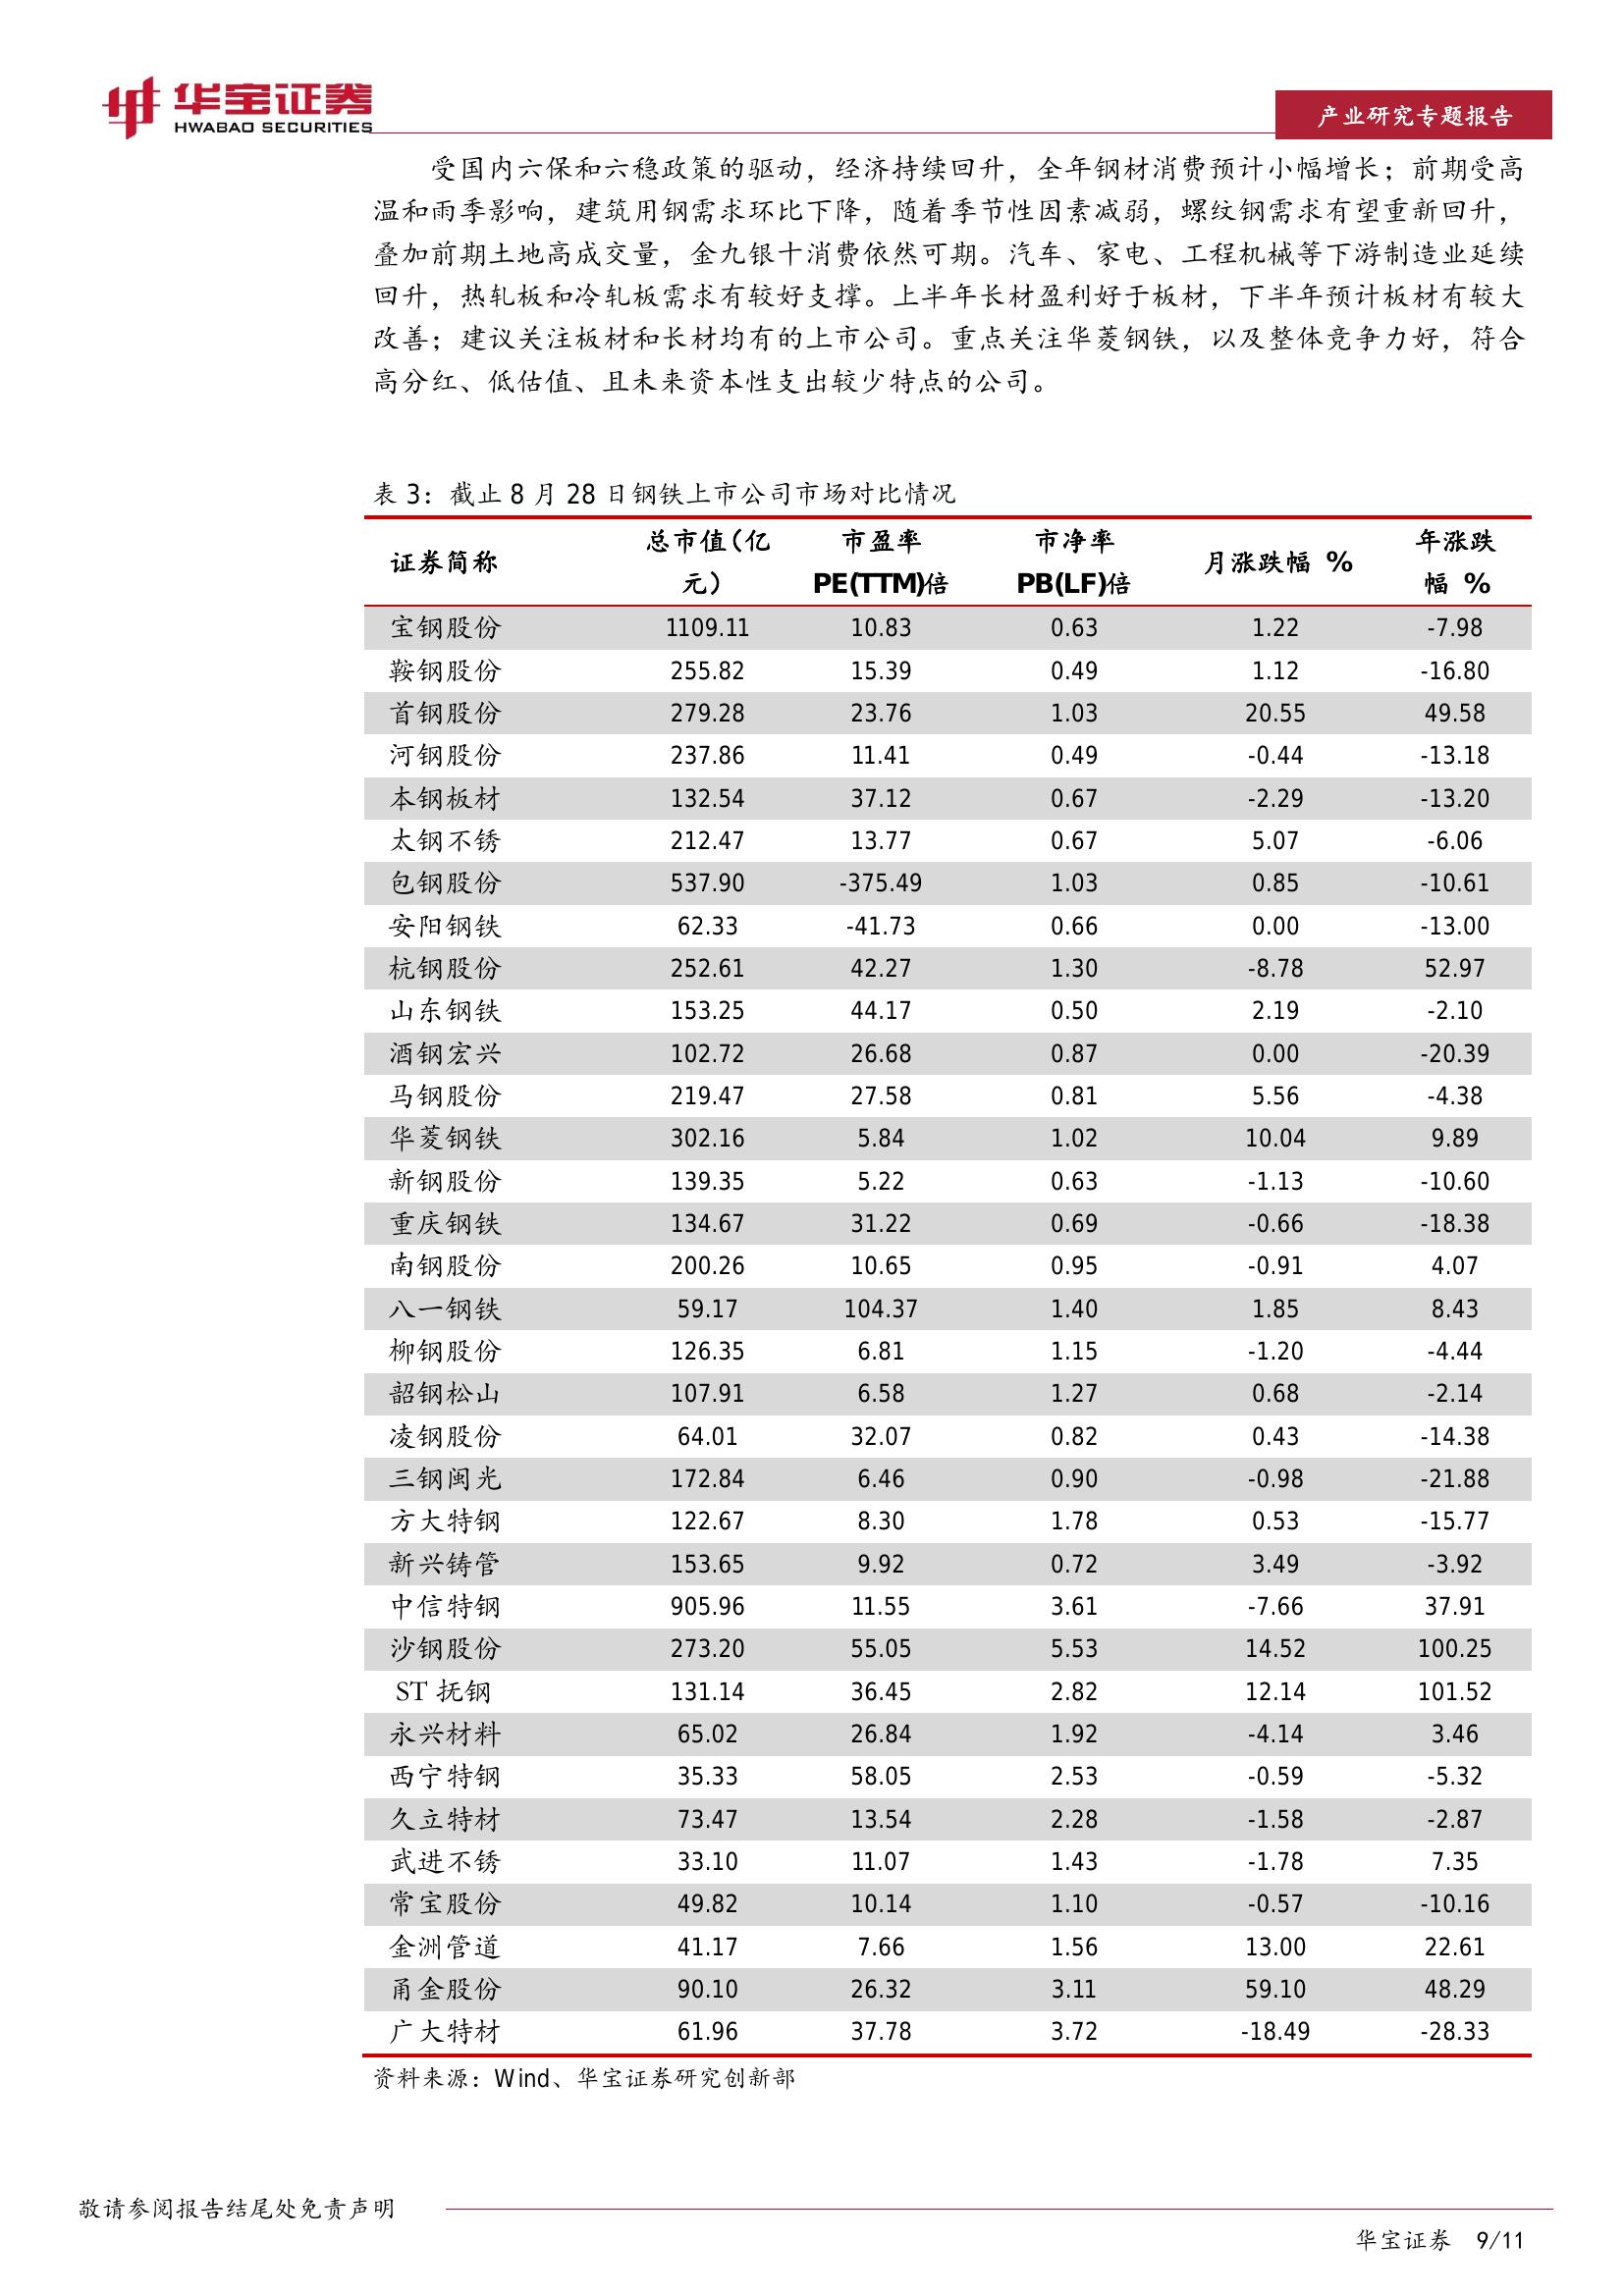 华宝证券
HWABAO SECURITIES
产业研究专题报告
受国内六保和六稳政策的驱动，经济持续回升，全年钢材消费预计小幅增长；前期受高
温和雨季影响，建筑用钢需求环比下降，随着季节性因素减弱，螺纹钢需求有望重新回升，
叠加前期土地高成交量，金九银十消费依然可期。汽车、家电、工程机械等下游制造业延续
回升，热轧板和冷轧板需求有较好支撑。上半年长材盈利好于板材，下半年预计板材有较大
改善；建议关注板材和长材均有的上市公司。重点关注华菱钢铁，以及整体竞争力好，符合
高分红、低估值、且未来资本性支出较少特点的公司。
表 3：截止 8 月 28 日钢铁上市公司市场对比情况
证券简称 总市值（亿元） 市盈率 PE(TTM)倍 市净率 PB(LF)倍 月涨跌幅 % 年涨跌幅 %
宝钢股份 1109.11 10.83 0.63 1.22 -7.98
鞍钢股份 255.82 15.39 0.49 1.12 -16.80
首钢股份 279.28 23.76 1.03 20.55 49.58
河钢股份 237.86 11.41 0.49 -0.44 -13.18
本钢板材 132.54 37.12 0.67 -2.29 -13.20
太钢不锈 212.47 13.77 0.67 5.07 -6.06
包钢股份 537.90 -375.49 1.03 0.85 -10.61
安阳钢铁 62.33 -41.73 0.66 0.00 -13.00
杭钢股份 252.61 42.27 1.30 -8.78 52.97
山东钢铁 153.25 44.17 0.50 2.19 -2.10
酒钢宏兴 102.72 26.68 0.87 0.00 -20.39
马钢股份 219.47 27.58 0.81 5.56 -4.38
华菱钢铁 302.16 5.84 1.02 10.04 9.89
新钢股份 139.35 5.22 0.63 -1.13 -10.60
重庆钢铁 134.67 31.22 0.69 -0.66 -18.38
南钢股份 200.26 10.65 0.95 -0.91 4.07
八一钢铁 59.17 104.37 1.40 1.85 8.43
柳钢股份 126.35 6.81 1.15 -1.20 -4.44
韶钢松山 107.91 6.58 1.27 0.68 -2.14
凌钢股份 64.01 32.07 0.82 0.43 -14.38
三钢闽光 172.84 6.46 0.90 -0.98 -21.88
方大特钢 122.67 8.30 1.78 0.53 -15.77
新兴铸管 153.65 9.92 0.72 3.49 -3.92
中信特钢 905.96 11.55 3.61 -7.66 37.91
沙钢股份 273.20 55.05 5.53 14.52 100.25
ST 抚钢 131.14 36.45 2.82 12.14 101.52
永兴材料 65.02 26.84 1.92 -4.14 3.46
西宁特钢 35.33 58.05 2.53 -0.59 -5.32
久立特材 73.47 13.54 2.28 -1.58 -2.87
武进不锈 33.10 11.07 1.43 -1.78 7.35
常宝股份 49.82 10.14 1.10 -0.57 -10.16
金洲管道 41.17 7.66 1.56 13.00 22.61
甬金股份 90.10 26.32 3.11 59.10 48.29
广大特材 61.96 37.78 3.72 -18.49 -28.33
资料来源：Wind、华宝证券研究创新部
敬请参阅报告结尾处免责声明
华宝证券 9/11